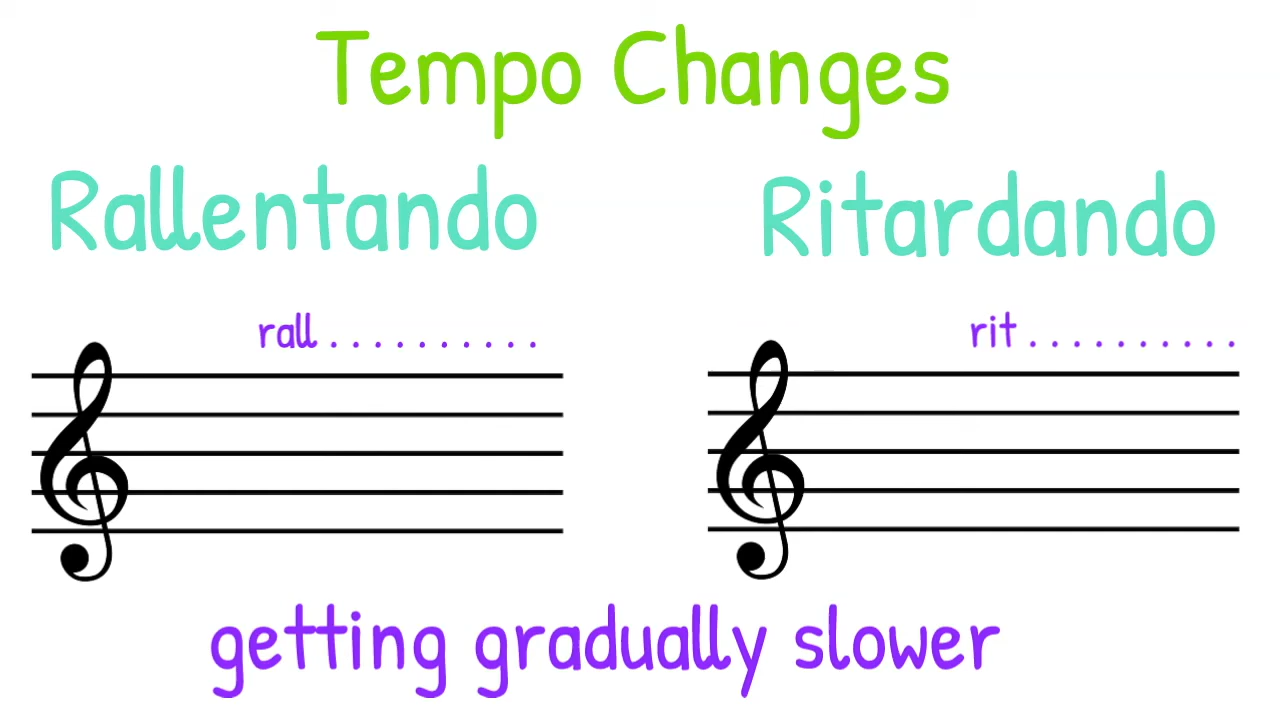 Tempo Changes
Rallentando
Ritardando
rall . . . . . . . . . .
rit . . . . . . . . . .
getting gradually slower